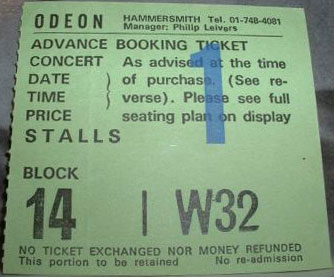 ODEON HAMMERSMITH Tel. 01-748-4081
Manager: Philip Leivers
ADVANCE BOOKING TICKET
CONCERT As advised at the time
DATE of purchase. (See re-
TIME verse). Please see full
PRICE seating plan on display
STALLS
1
BLOCK
14 | W32
NO TICKET EXCHANGED NOR MONEY REFUNDED
This portion to be retained No re-admission